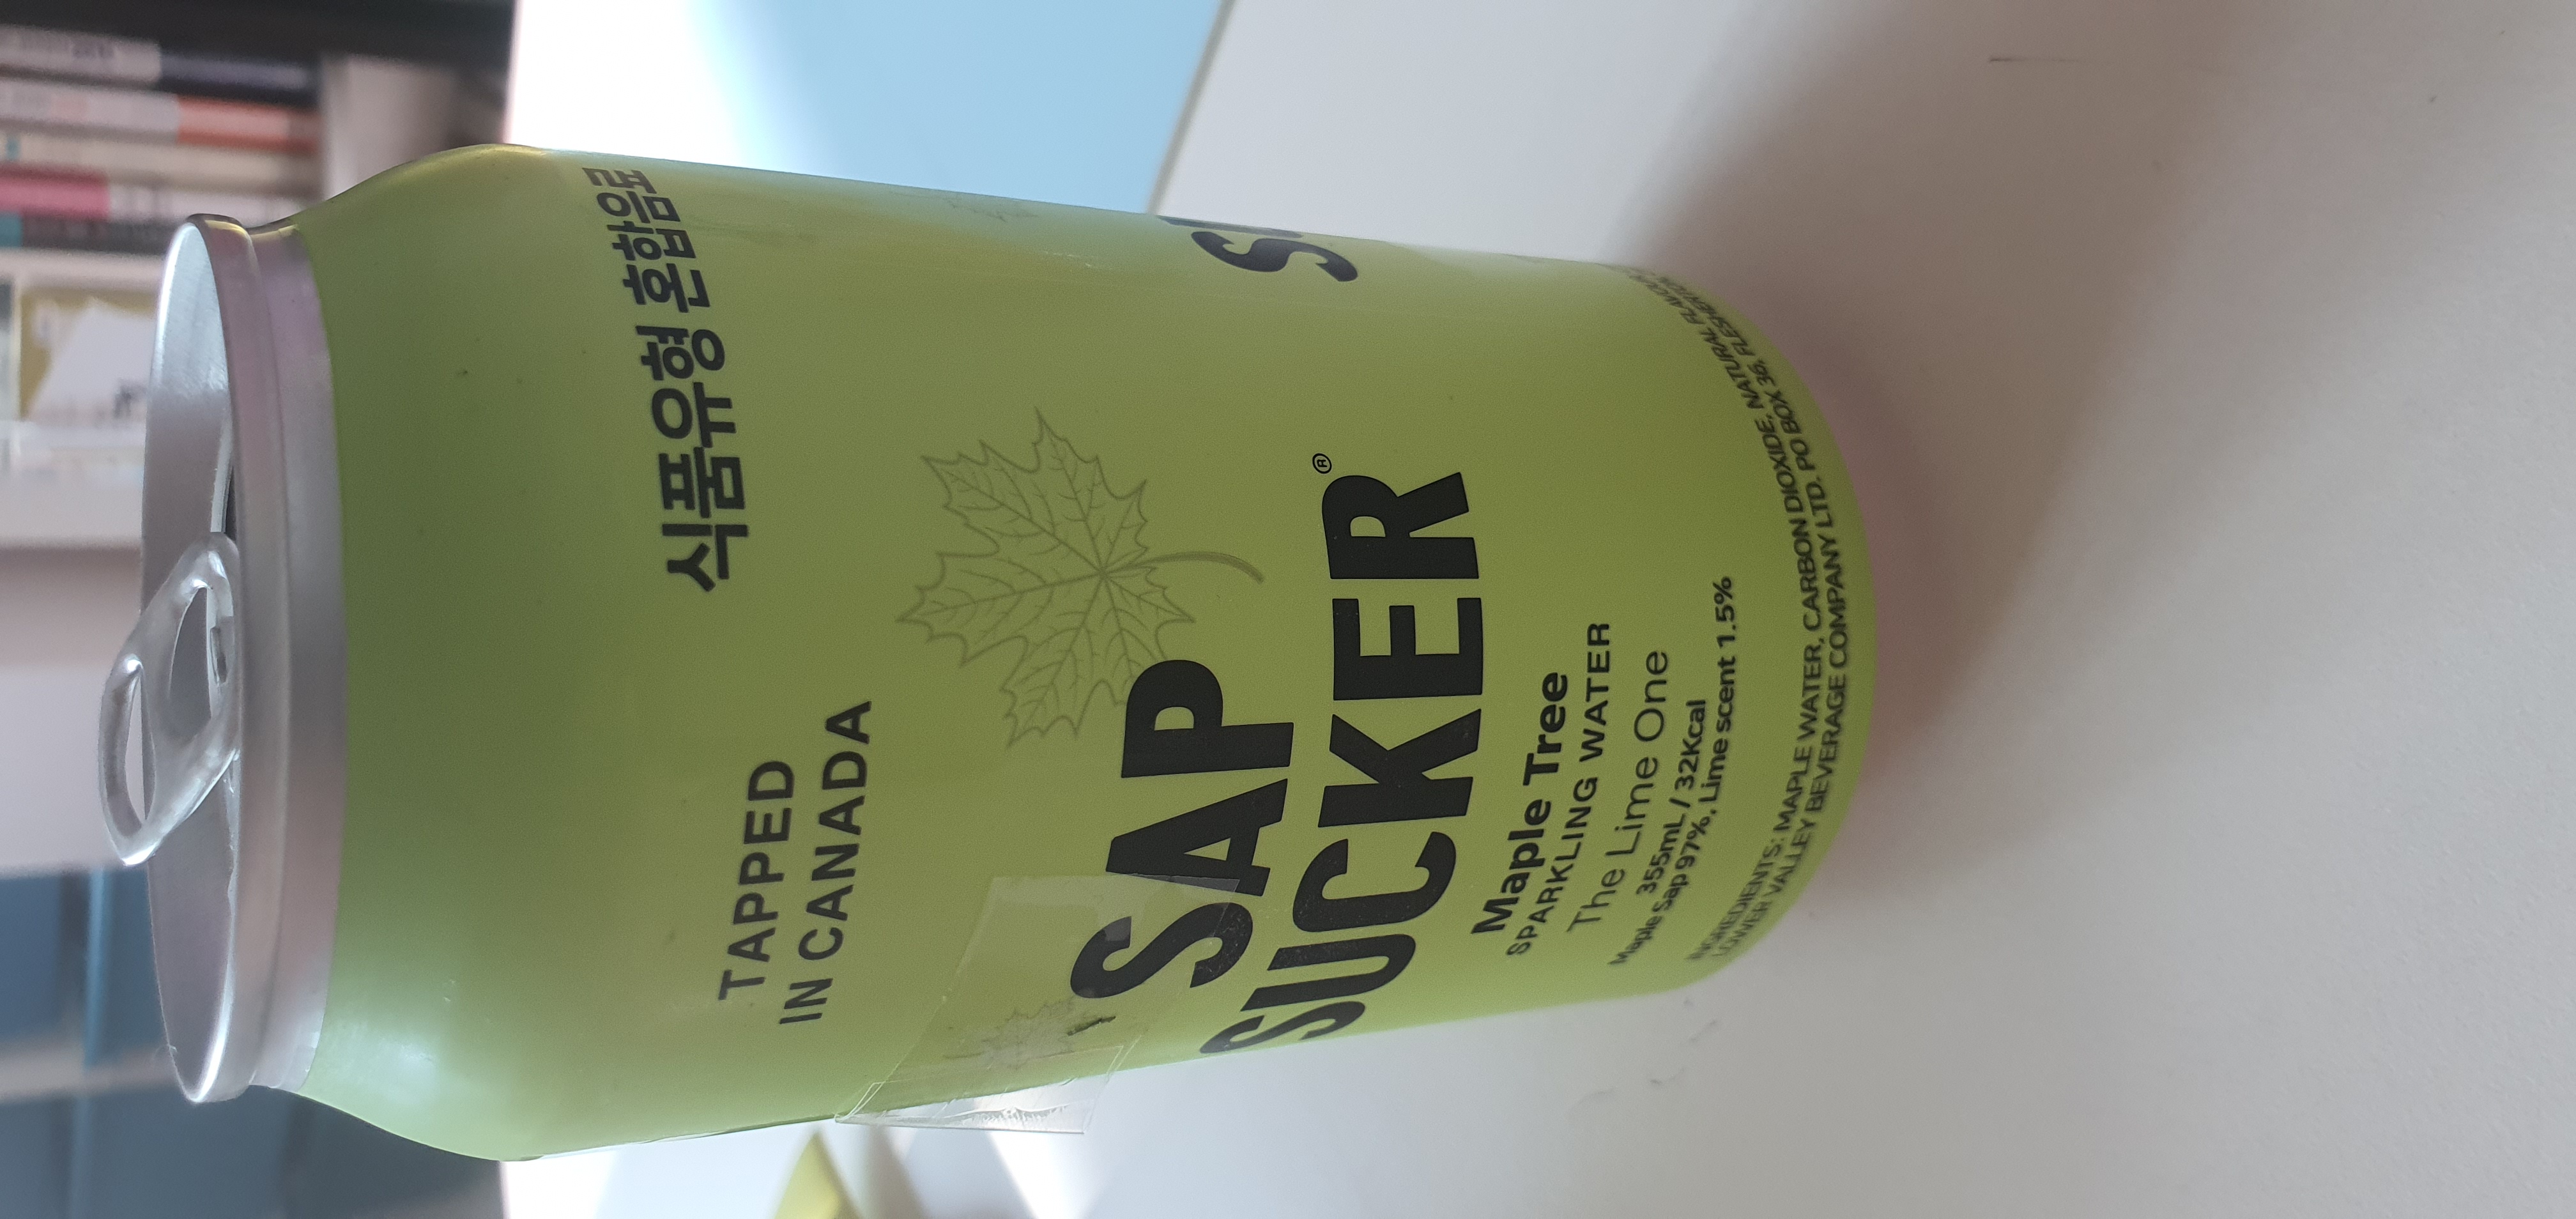 식품유형 혼합음료
TAPPED
IN CANADA
SAP
SUCKER®
Maple Tree
SPARKLING WATER
The Lime One
355mL / 32Kcal
Maple Sap 97%, Lime scent 1.5%
INGREDIENTS: MAPLE WATER, CARBON DIOXIDE, NATURAL FLAVOUR
LOWER VALLEY BEVERAGE COMPANY LTD. PO BOX 36, FLESHERTON